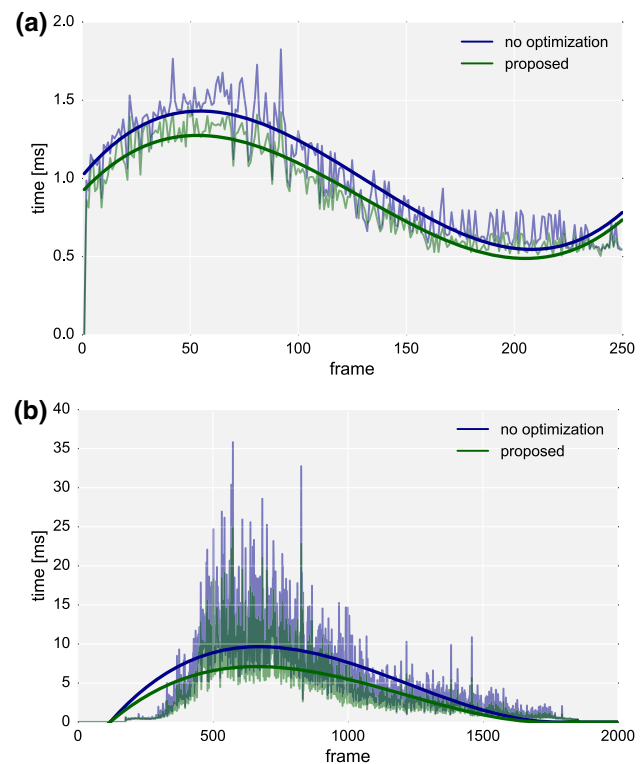 (a)
time [ms]
2.0
1.5
1.0
0.5
0.0
no optimization
proposed
0 50 100 150 200 250
frame
(b)
time [ms]
40
35
30
25
20
15
10
5
0
no optimization
proposed
0 500 1000 1500 2000
frame